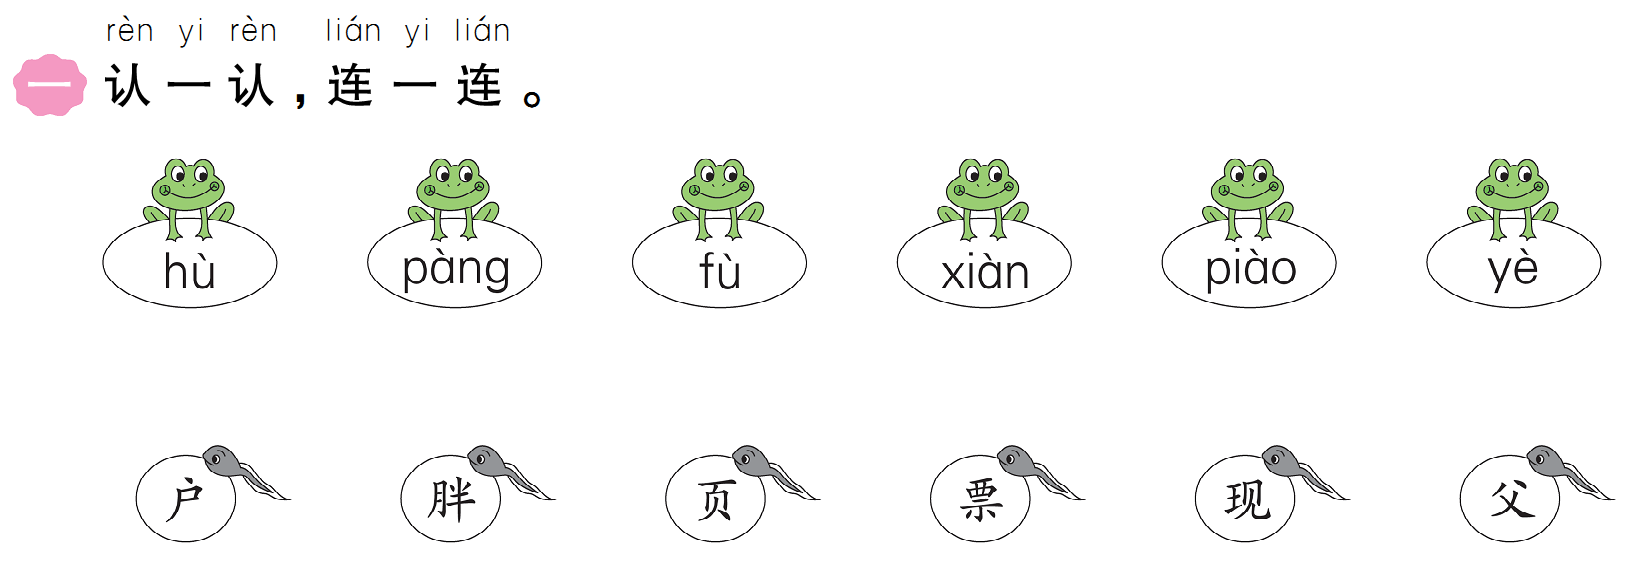 rèn yi rèn lián yi lián
一 认一认，连一连。
hù pàng fù xiàn piào yè
户 胖 页 票 现 父